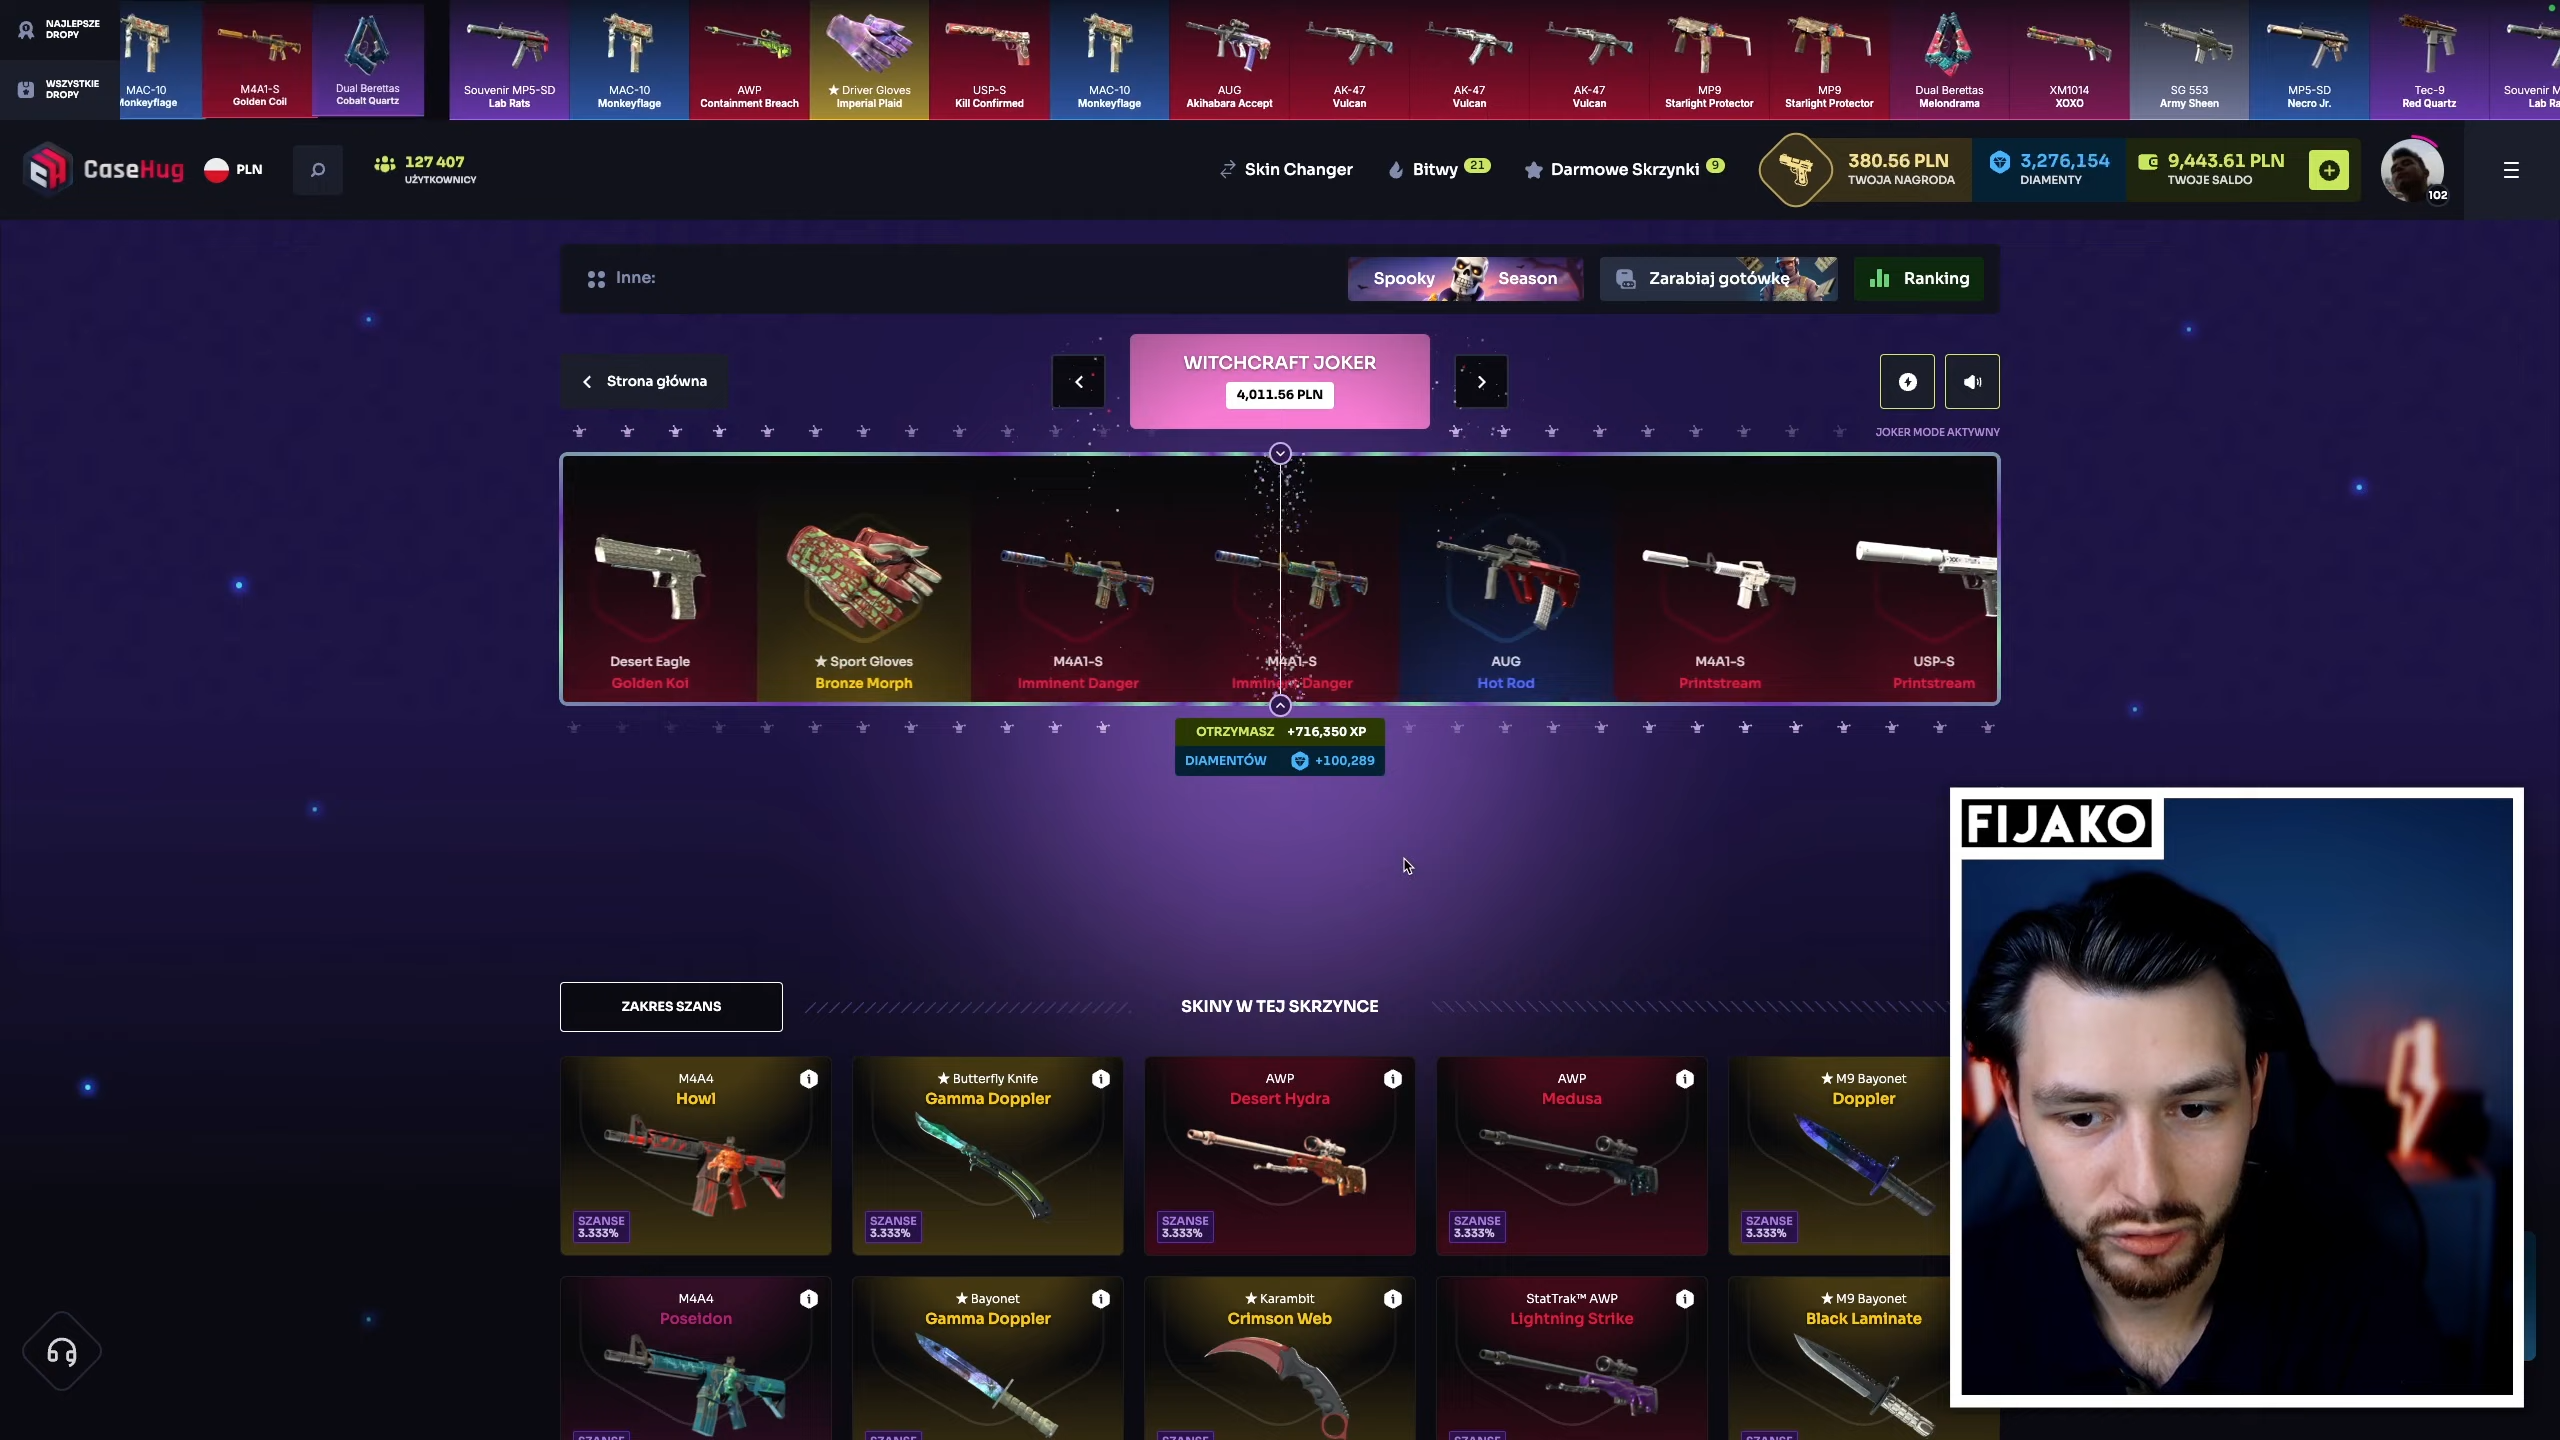 NAJLEPSZE
DROPY
WSZYSTKIE
DROPY
MAC-10
Monkeyflage
M4A1-S
Golden Coil
Dual Berettas
Cobalt Quartz
Souvenir MP5-SD
Lab Rats
MAC-10
Monkeyflage
AWP
Containment Breach
★ Driver Gloves
Imperial Plaid
USP-S
Kill Confirmed
MAC-10
Monkeyflage
AUG
Akihabara Accept
AK-47
Vulcan
AK-47
Vulcan
AK-47
Vulcan
MP9
Starlight Protector
MP9
Starlight Protector
Dual Berettas
Melondrama
XM1014
XOXO
SG 553
Army Sheen
MP5-SD
Necro Jr.
Tec-9
Red Quartz
Souvenir M
Lab Ra
CaseHug
PLN
127 407
UŻYTKOWNICY
Skin Changer
Bitwy 21
Darmowe Skrzynki 9
380.56 PLN
TWOJA NAGRODA
3,276,154
DIAMENTY
9,443.61 PLN
TWOJE SALDO
102
Inne:
Spooky Season
Zarabiaj gotówkę
Ranking
Strona główna
WITCHCRAFT JOKER
4,011.56 PLN
JOKER MODE AKTYWNY
Desert Eagle
Golden Koi
★ Sport Gloves
Bronze Morph
M4A1-S
Imminent Danger
M4A1-S
Imminent Danger
AUG
Hot Rod
M4A1-S
Printstream
USP-S
Printstream
OTRZYMASZ +716,350 XP
DIAMENTÓW +100,289
FIJAKO
ZAKRES SZANS
SKINY W TEJ SKRZYNCE
M4A4
Howl
SZANSE
3.333%
★ Butterfly Knife
Gamma Doppler
SZANSE
3.333%
AWP
Desert Hydra
SZANSE
3.333%
AWP
Medusa
SZANSE
3.333%
★ M9 Bayonet
Doppler
SZANSE
3.333%
M4A4
Poseidon
SZANSE
★ Bayonet
Gamma Doppler
SZANSE
★ Karambit
Crimson Web
SZANSE
StatTrak™ AWP
Lightning Strike
SZANSE
★ M9 Bayonet
Black Laminate
SZANSE